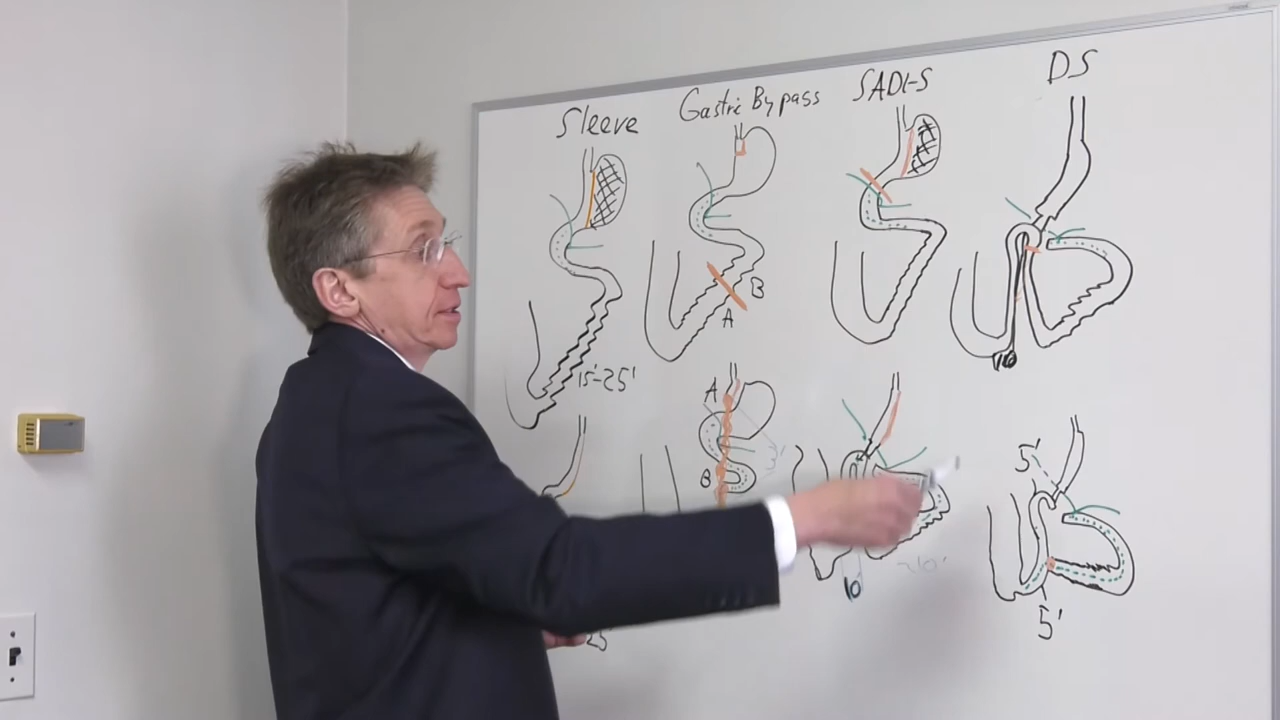 Sleeve
Gastric Bypass
SADI-S
DS
B
A
15'-25'
10
A
B
5'
10'
5'